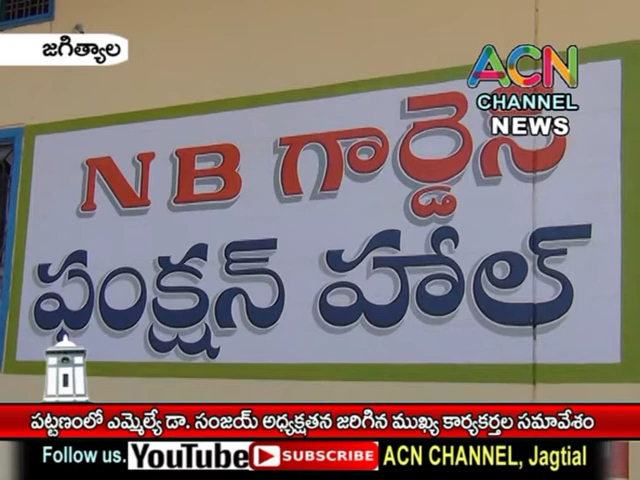 జగిత్యాల
ACN
CHANNEL
NEWS
NB గార్డెన్
ఫంక్షన్ హాల్
పట్టణంలో ఎమ్మెల్యే డా. సంజయ్ అధ్యక్షతన జరిగిన ముఖ్య కార్యకర్తల సమావేశం
Follow us. YouTube SUBSCRIBE ACN CHANNEL, Jagtial